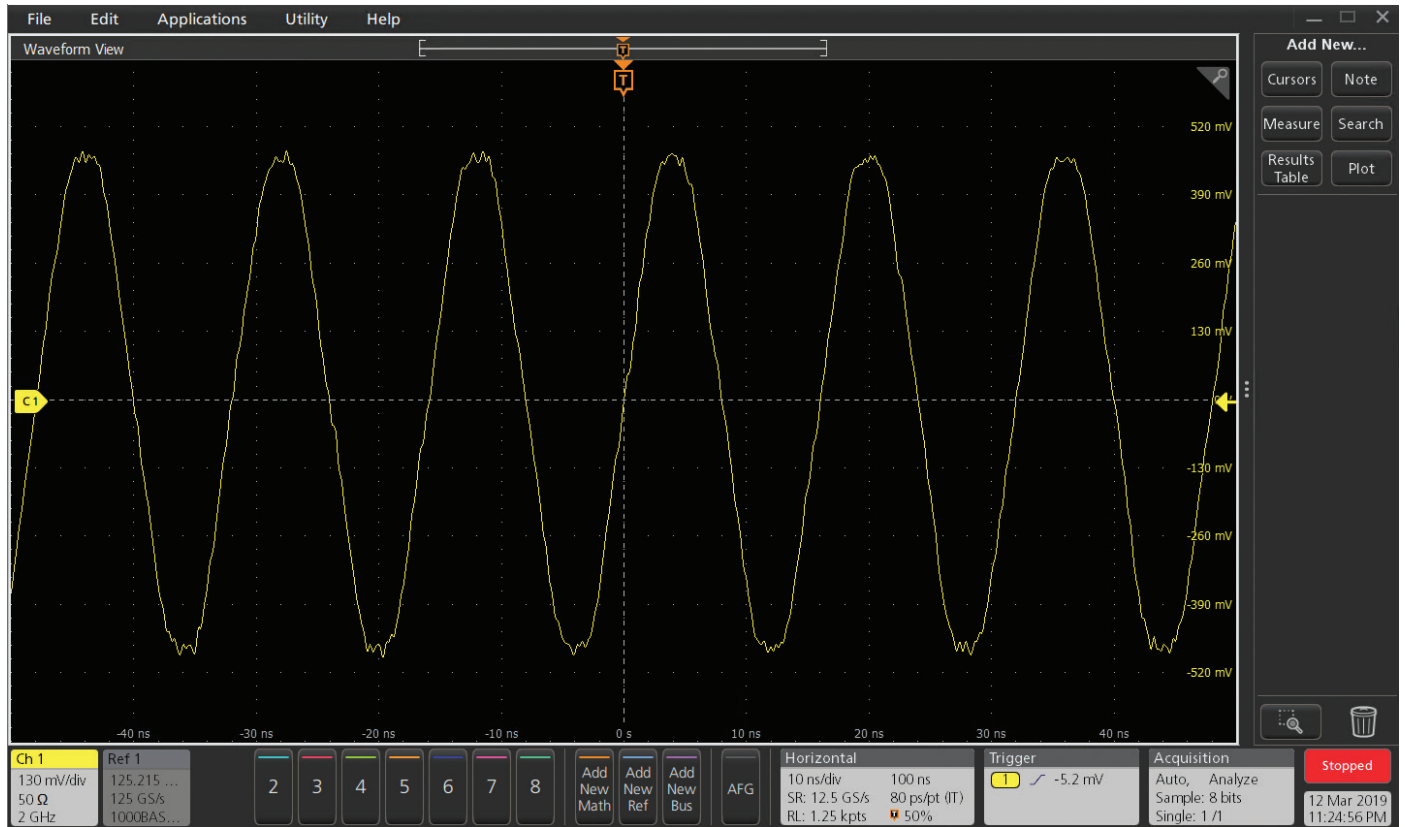 File Edit Applications Utility Help
Waveform View
T
T
520 mV
390 mV
260 mV
130 mV
C1
-130 mV
-260 mV
-390 mV
-520 mV
-40 ns -30 ns -20 ns -10 ns 0 s 10 ns 20 ns 30 ns 40 ns
Add New...
Cursors Note
Measure Search
Results
Table
Plot
Ch 1
130 mV/div
50 Ω
2 GHz
Ref 1
125.215 ...
125 GS/s
1000BAS...
2 3 4 5 6 7 8
Add
New
Math
Add
New
Ref
Add
New
Bus
AFG
Horizontal
10 ns/div 100 ns
SR: 12.5 GS/s 80 ps/pt (IT)
RL: 1.25 kpts T 50%
Trigger
1 -5.2 mV
Acquisition
Auto, Analyze
Sample: 8 bits
Single: 1 /1
Stopped
12 Mar 2019
11:24:56 PM